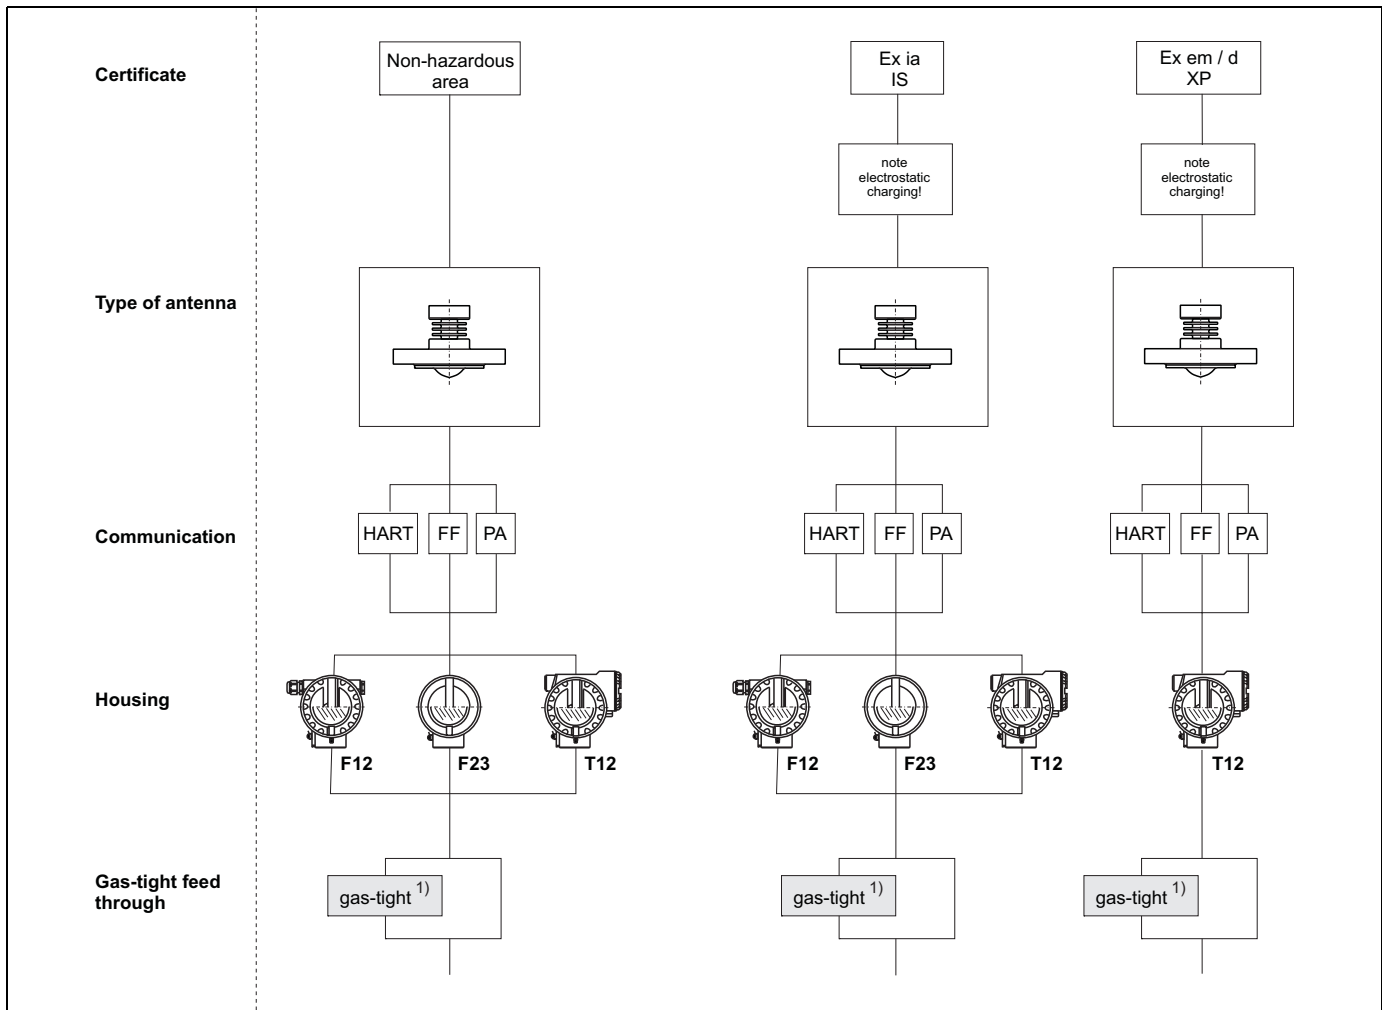 Certificate
Non-hazardous
area
Ex ia
IS
Ex em / d
XP
note
electrostatic
charging!
note
electrostatic
charging!
Type of antenna
Communication
HART
FF
PA
HART
FF
PA
HART
FF
PA
Housing
F12
F23
T12
F12
F23
T12
T12
Gas-tight feed
through
gas-tight 1)
gas-tight 1)
gas-tight 1)